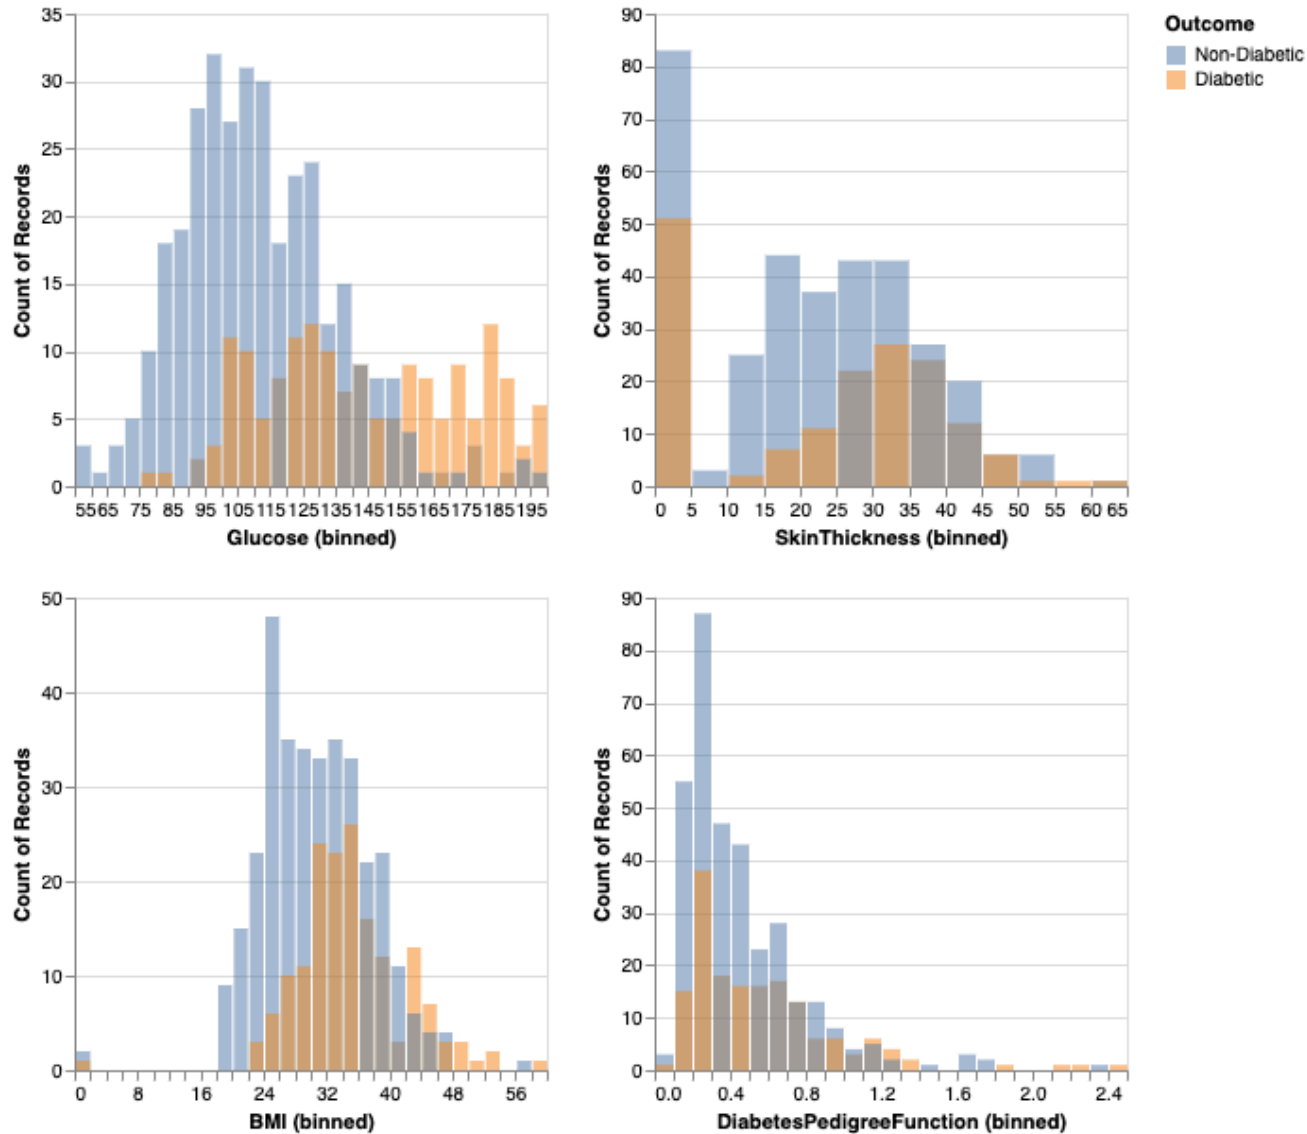 35
30
25
20
15
10
5
0
Count of Records
55 65 75 85 95 105 115 125 135 145 155 165 175 185 195
Glucose (binned)
90
80
70
60
50
40
30
20
10
0
Count of Records
0 5 10 15 20 25 30 35 40 45 50 55 60 65
SkinThickness (binned)
Outcome
Non-Diabetic
Diabetic
50
40
30
20
10
0
Count of Records
0 8 16 24 32 40 48 56
BMI (binned)
90
80
70
60
50
40
30
20
10
0
Count of Records
0.0 0.4 0.8 1.2 1.6 2.0 2.4
DiabetesPedigreeFunction (binned)